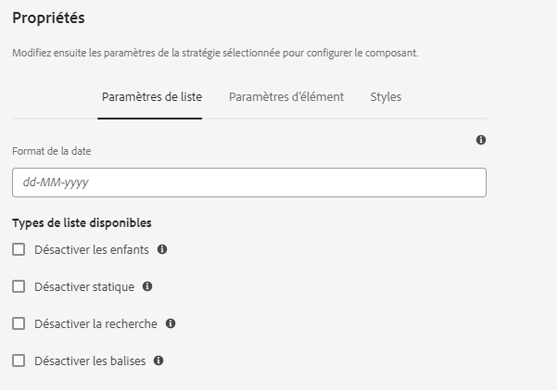 Propriétés
Modifiez ensuite les paramètres de la stratégie sélectionnée pour configurer le composant.
Paramètres de liste Paramètres d'élément Styles
Format de la date
dd-MM-yyyy
Types de liste disponibles
Désactiver les enfants
Désactiver statique
Désactiver la recherche
Désactiver les balises